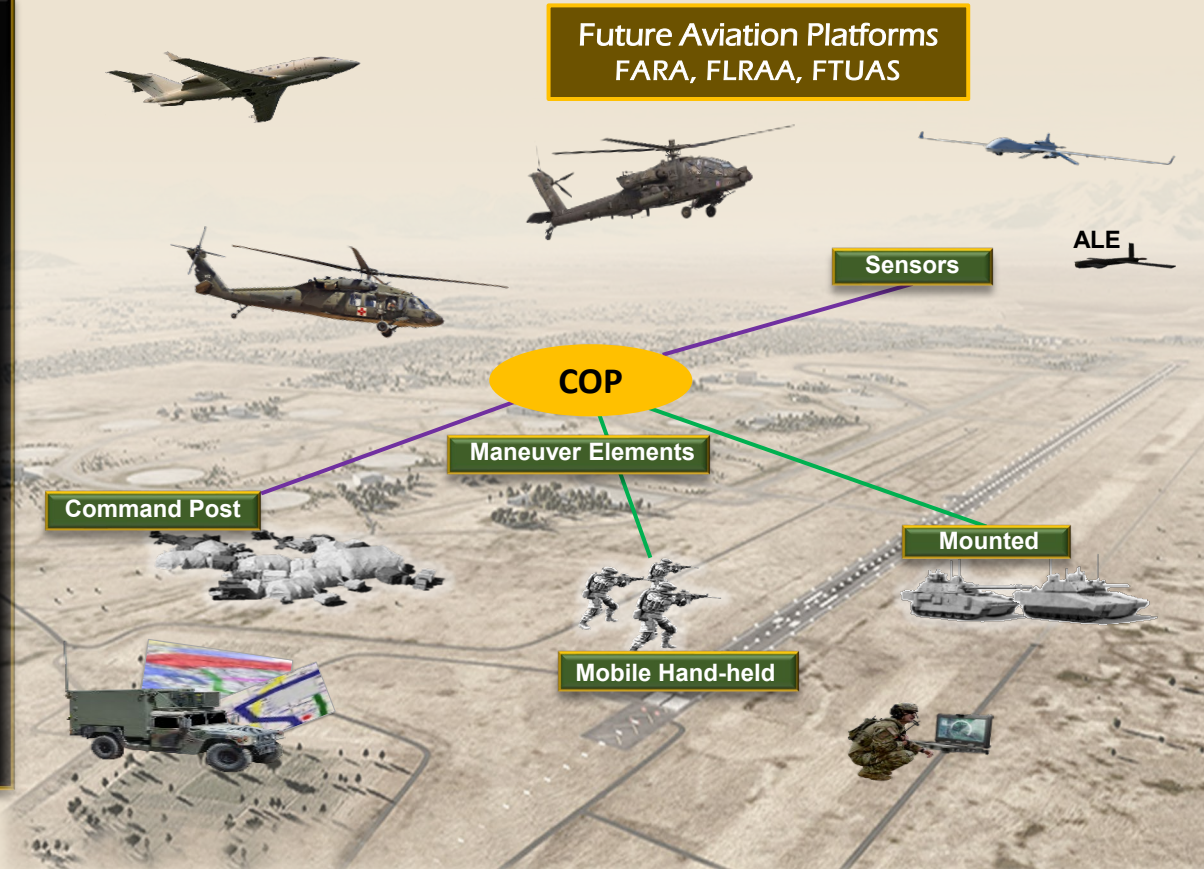 Future Aviation Platforms
FARA, FLRAA, FTUAS
ALE
Sensors
COP
Maneuver Elements
Command Post
Mounted
Mobile Hand-held